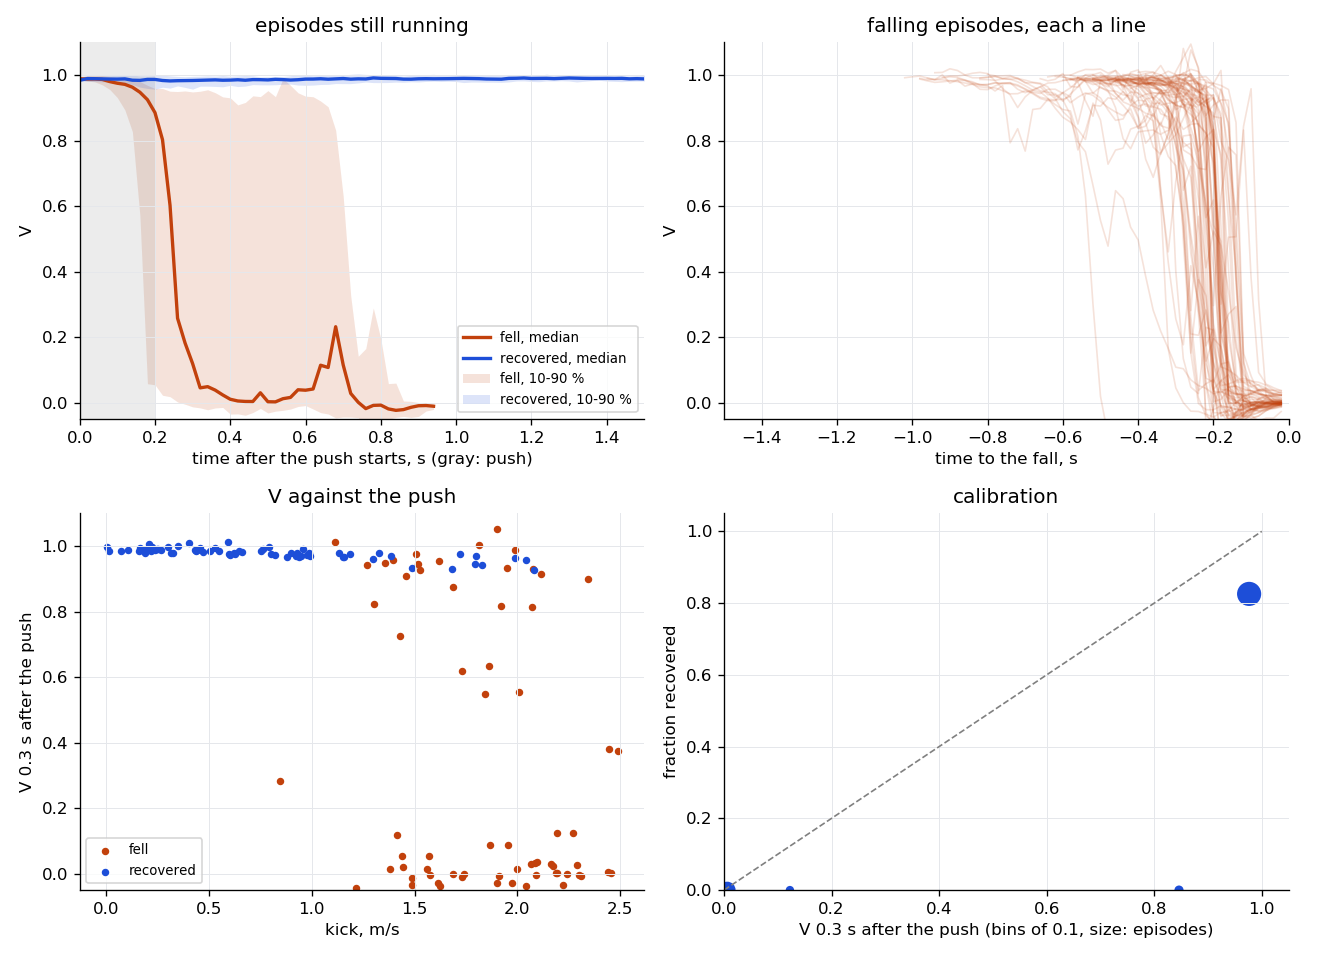 episodes still running
V
1.0
0.8
0.6
0.4
0.2
0.0
fell, median
recovered, median
fell, 10-90 %
recovered, 10-90 %
0.0 0.2 0.4 0.6 0.8 1.0 1.2 1.4
time after the push starts, s (gray: push)
falling episodes, each a line
V
1.0
0.8
0.6
0.4
0.2
0.0
−1.4 −1.2 −1.0 −0.8 −0.6 −0.4 −0.2 0.0
time to the fall, s
V against the push
V 0.3 s after the push
1.0
0.8
0.6
0.4
0.2
0.0
fell
recovered
0.0 0.5 1.0 1.5 2.0 2.5
kick, m/s
calibration
fraction recovered
1.0
0.8
0.6
0.4
0.2
0.0
0.0 0.2 0.4 0.6 0.8 1.0
V 0.3 s after the push (bins of 0.1, size: episodes)